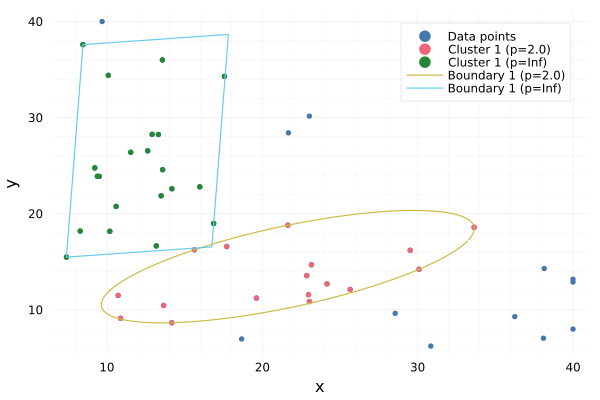 40
30
20
10
y
Data points
Cluster 1 (p=2.0)
Cluster 1 (p=Inf)
Boundary 1 (p=2.0)
Boundary 1 (p=Inf)
10 20 30 40
x